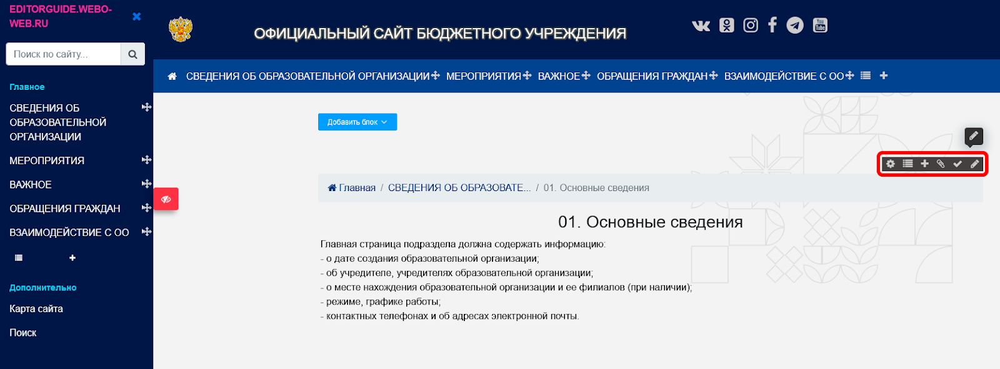 EDITORGUIDE.WEBO-
WEB.RU
Поиск по сайту...
Главное
СВЕДЕНИЯ ОБ
ОБРАЗОВАТЕЛЬНОЙ
ОРГАНИЗАЦИИ
МЕРОПРИЯТИЯ
ВАЖНОЕ
ОБРАЩЕНИЯ ГРАЖДАН
ВЗАИМОДЕЙСТВИЕ С ОО
Дополнительно
Карта сайта
Поиск
ОФИЦИАЛЬНЫЙ САЙТ БЮДЖЕТНОГО УЧРЕЖДЕНИЯ
You Tube
СВЕДЕНИЯ ОБ ОБРАЗОВАТЕЛЬНОЙ ОРГАНИЗАЦИИ МЕРОПРИЯТИЯ ВАЖНОЕ ОБРАЩЕНИЯ ГРАЖДАН ВЗАИМОДЕЙСТВИЕ С ОО
Добавить блок
Главная / СВЕДЕНИЯ ОБ ОБРАЗОВАТЕ... / 01. Основные сведения
01. Основные сведения
Главная страница подраздела должна содержать информацию:
- о дате создания образовательной организации;
- об учредителе, учредителях образовательной организации;
- о месте нахождения образовательной организации и ее филиалов (при наличии);
- режиме, графике работы;
- контактных телефонах и об адресах электронной почты.